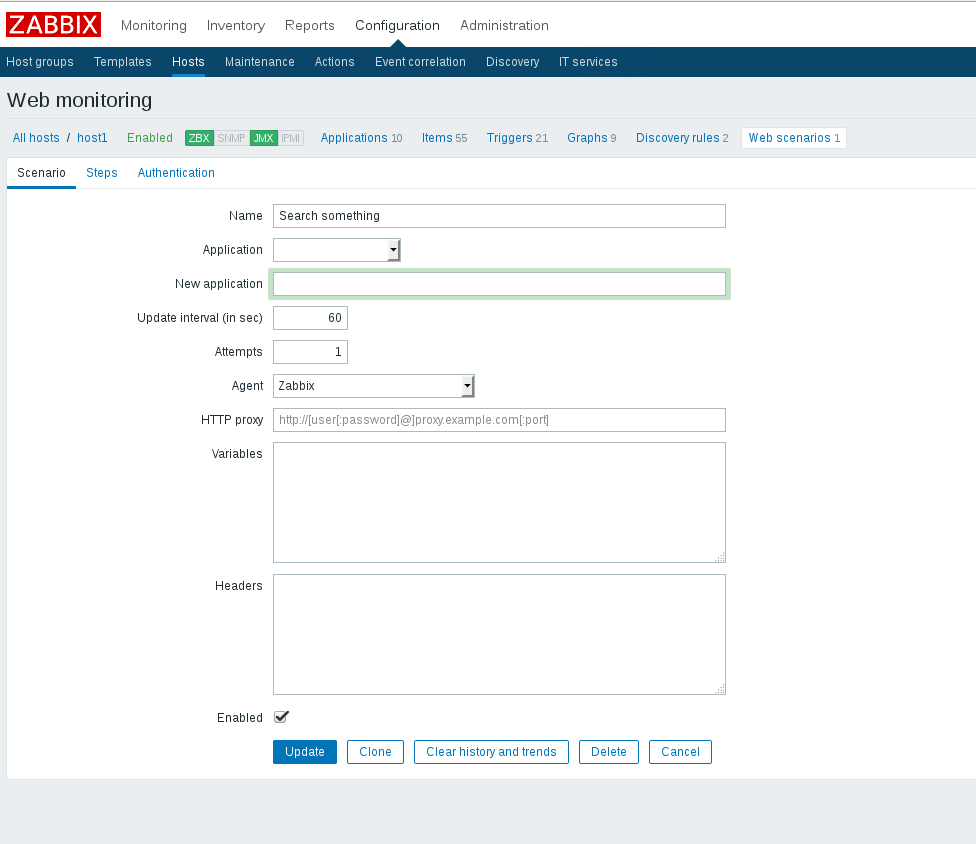 ZABBIX Monitoring Inventory Reports Configuration Administration
Host groups Templates Hosts Maintenance Actions Event correlation Discovery IT services
Web monitoring
All hosts / host1 Enabled ZBX SNMP JMX IPMI Applications 10 Items 55 Triggers 21 Graphs 9 Discovery rules 2 Web scenarios 1
Scenario Steps Authentication
Name Search something
Application
New application
Update interval (in sec) 60
Attempts 1
Agent Zabbix
HTTP proxy http://[user[:password]@]proxy.example.com[:port]
Variables
Headers
Enabled
Update Clone Clear history and trends Delete Cancel